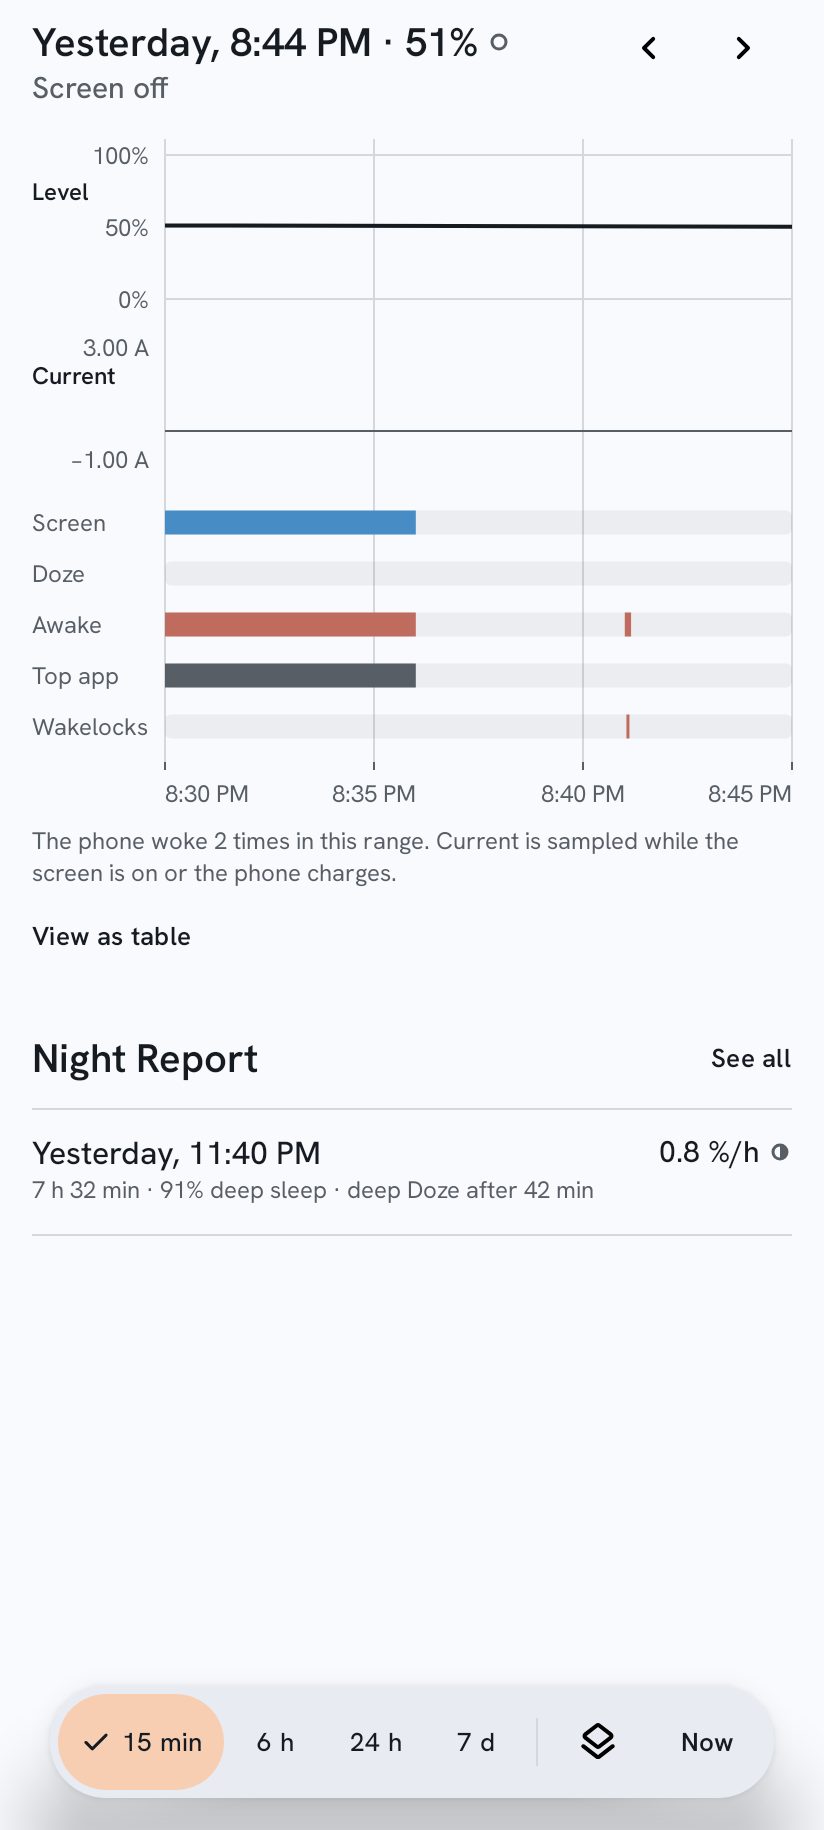 Yesterday, 8:44 PM · 51%
Screen off
100%
Level
50%
0%
3.00 A
Current
−1.00 A
Screen
Doze
Awake
Top app
Wakelocks
8:30 PM 8:35 PM 8:40 PM 8:45 PM
The phone woke 2 times in this range. Current is sampled while the
screen is on or the phone charges.
View as table
Night Report See all
Yesterday, 11:40 PM 0.8 %/h
7 h 32 min · 91% deep sleep · deep Doze after 42 min
15 min 6 h 24 h 7 d Now